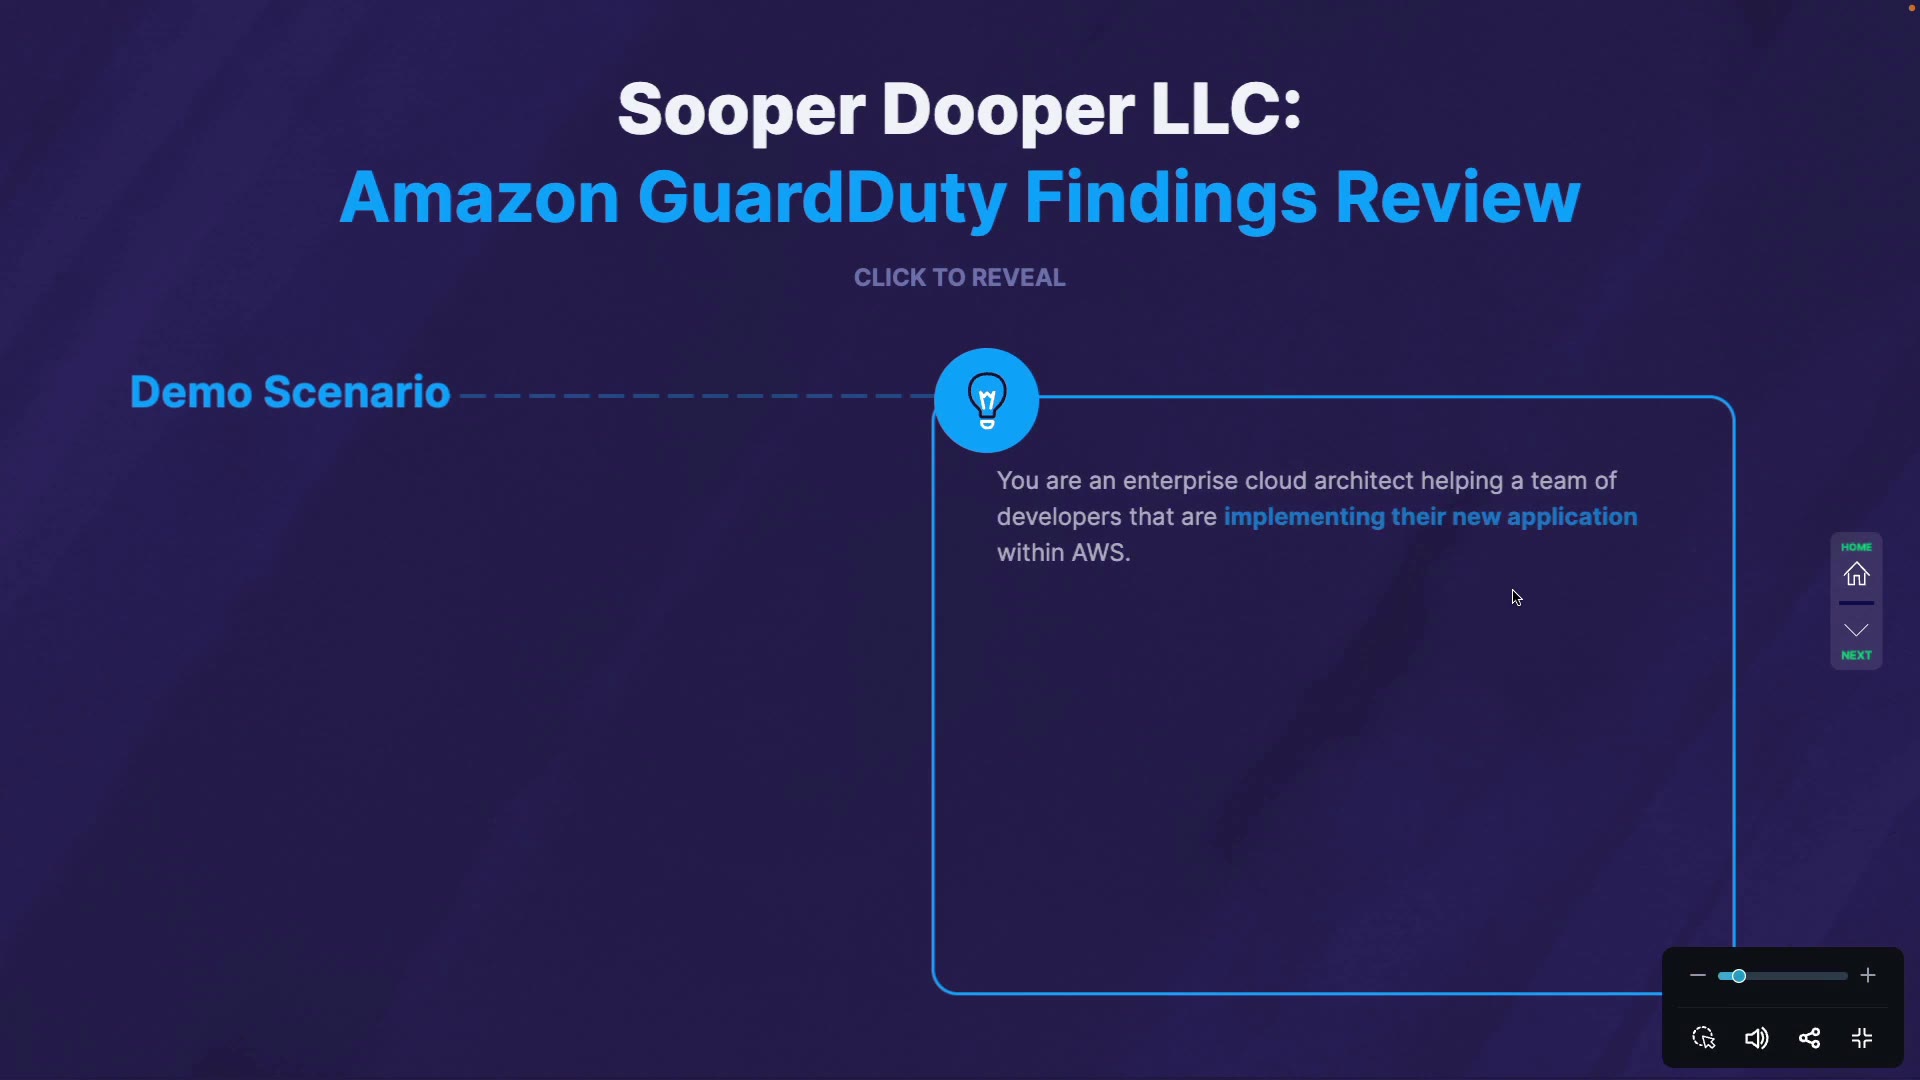 Sooper Dooper LLC:
Amazon GuardDuty Findings Review
CLICK TO REVEAL
Demo Scenario
You are an enterprise cloud architect helping a team of
developers that are implementing their new application
within AWS.
HOME
NEXT